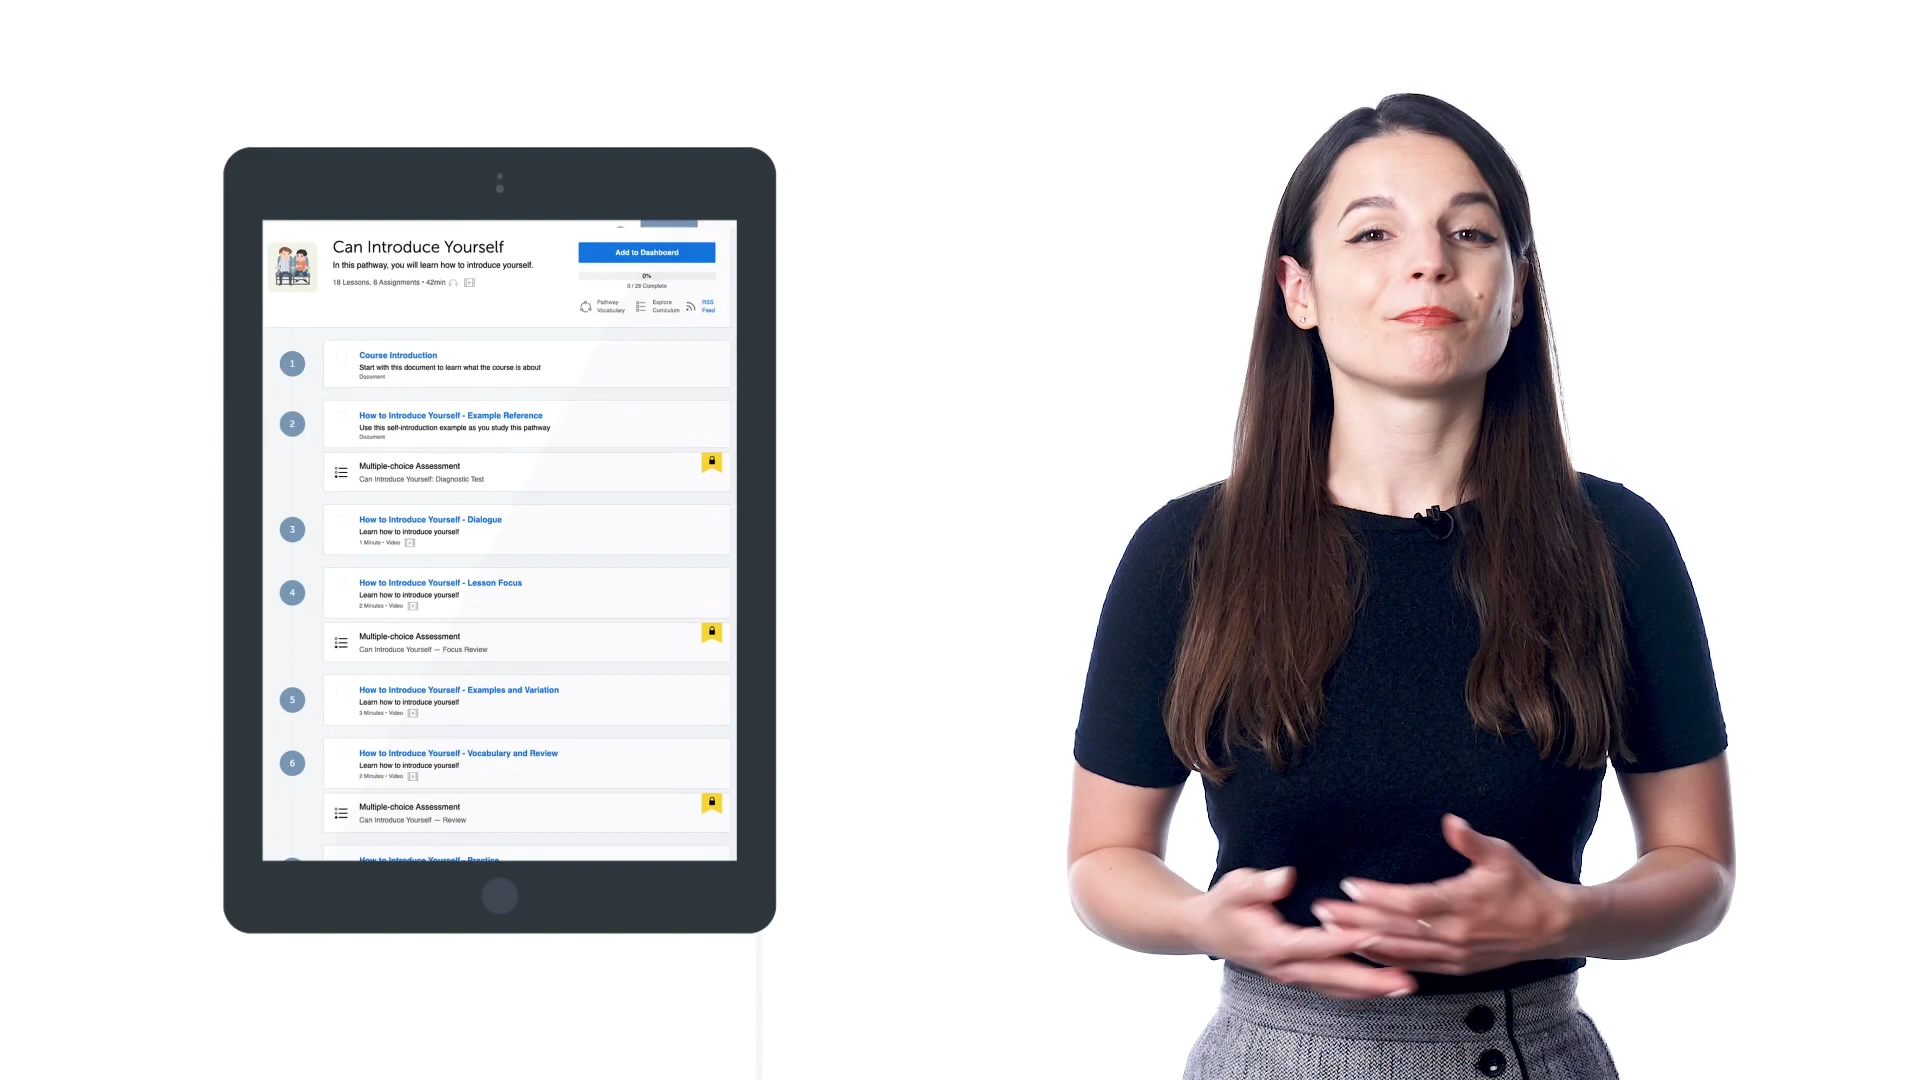 Can Introduce Yourself
In this pathway, you will learn how to introduce yourself.
18 Lessons, 8 Assignments • 42min
Add to Dashboard
0%
0 / 26 Complete
Pathway Vocabulary
Explore Curriculum
RSS Feed
1
Course Introduction
Start with this document to learn what the course is about
Document
2
How to Introduce Yourself - Example Reference
Use this self-introduction example as you study this pathway
Document
Multiple-choice Assessment
Can Introduce Yourself: Diagnostic Test
3
How to Introduce Yourself - Dialogue
Learn how to introduce yourself
1 Minute • Video
4
How to Introduce Yourself - Lesson Focus
Learn how to introduce yourself
2 Minutes • Video
Multiple-choice Assessment
Can Introduce Yourself — Focus Review
5
How to Introduce Yourself - Examples and Variation
Learn how to introduce yourself
3 Minutes • Video
6
How to Introduce Yourself - Vocabulary and Review
Learn how to introduce yourself
2 Minutes • Video
Multiple-choice Assessment
Can Introduce Yourself — Review
How to Introduce Yourself - Practice